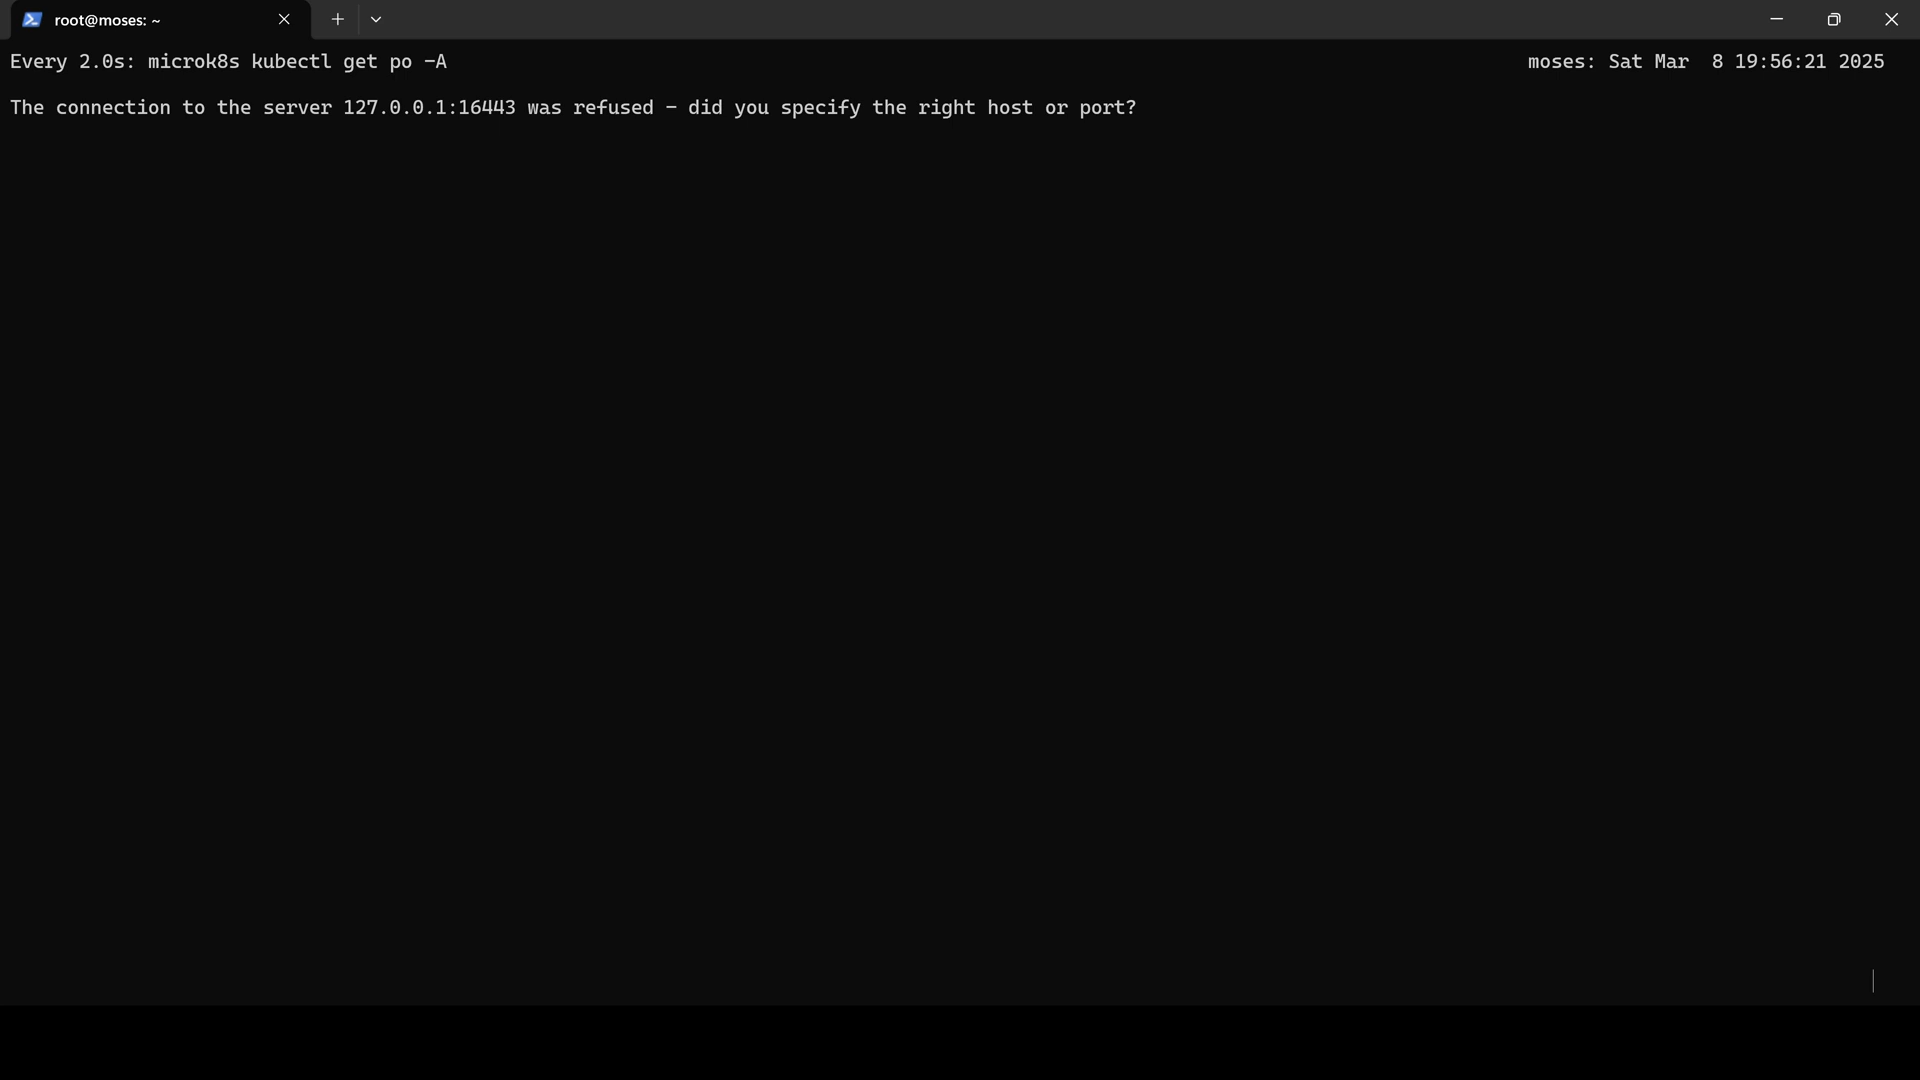 root@moses: ~
Every 2.0s: microk8s kubectl get po -A
moses: Sat Mar  8 19:56:21 2025
The connection to the server 127.0.0.1:16443 was refused - did you specify the right host or port?